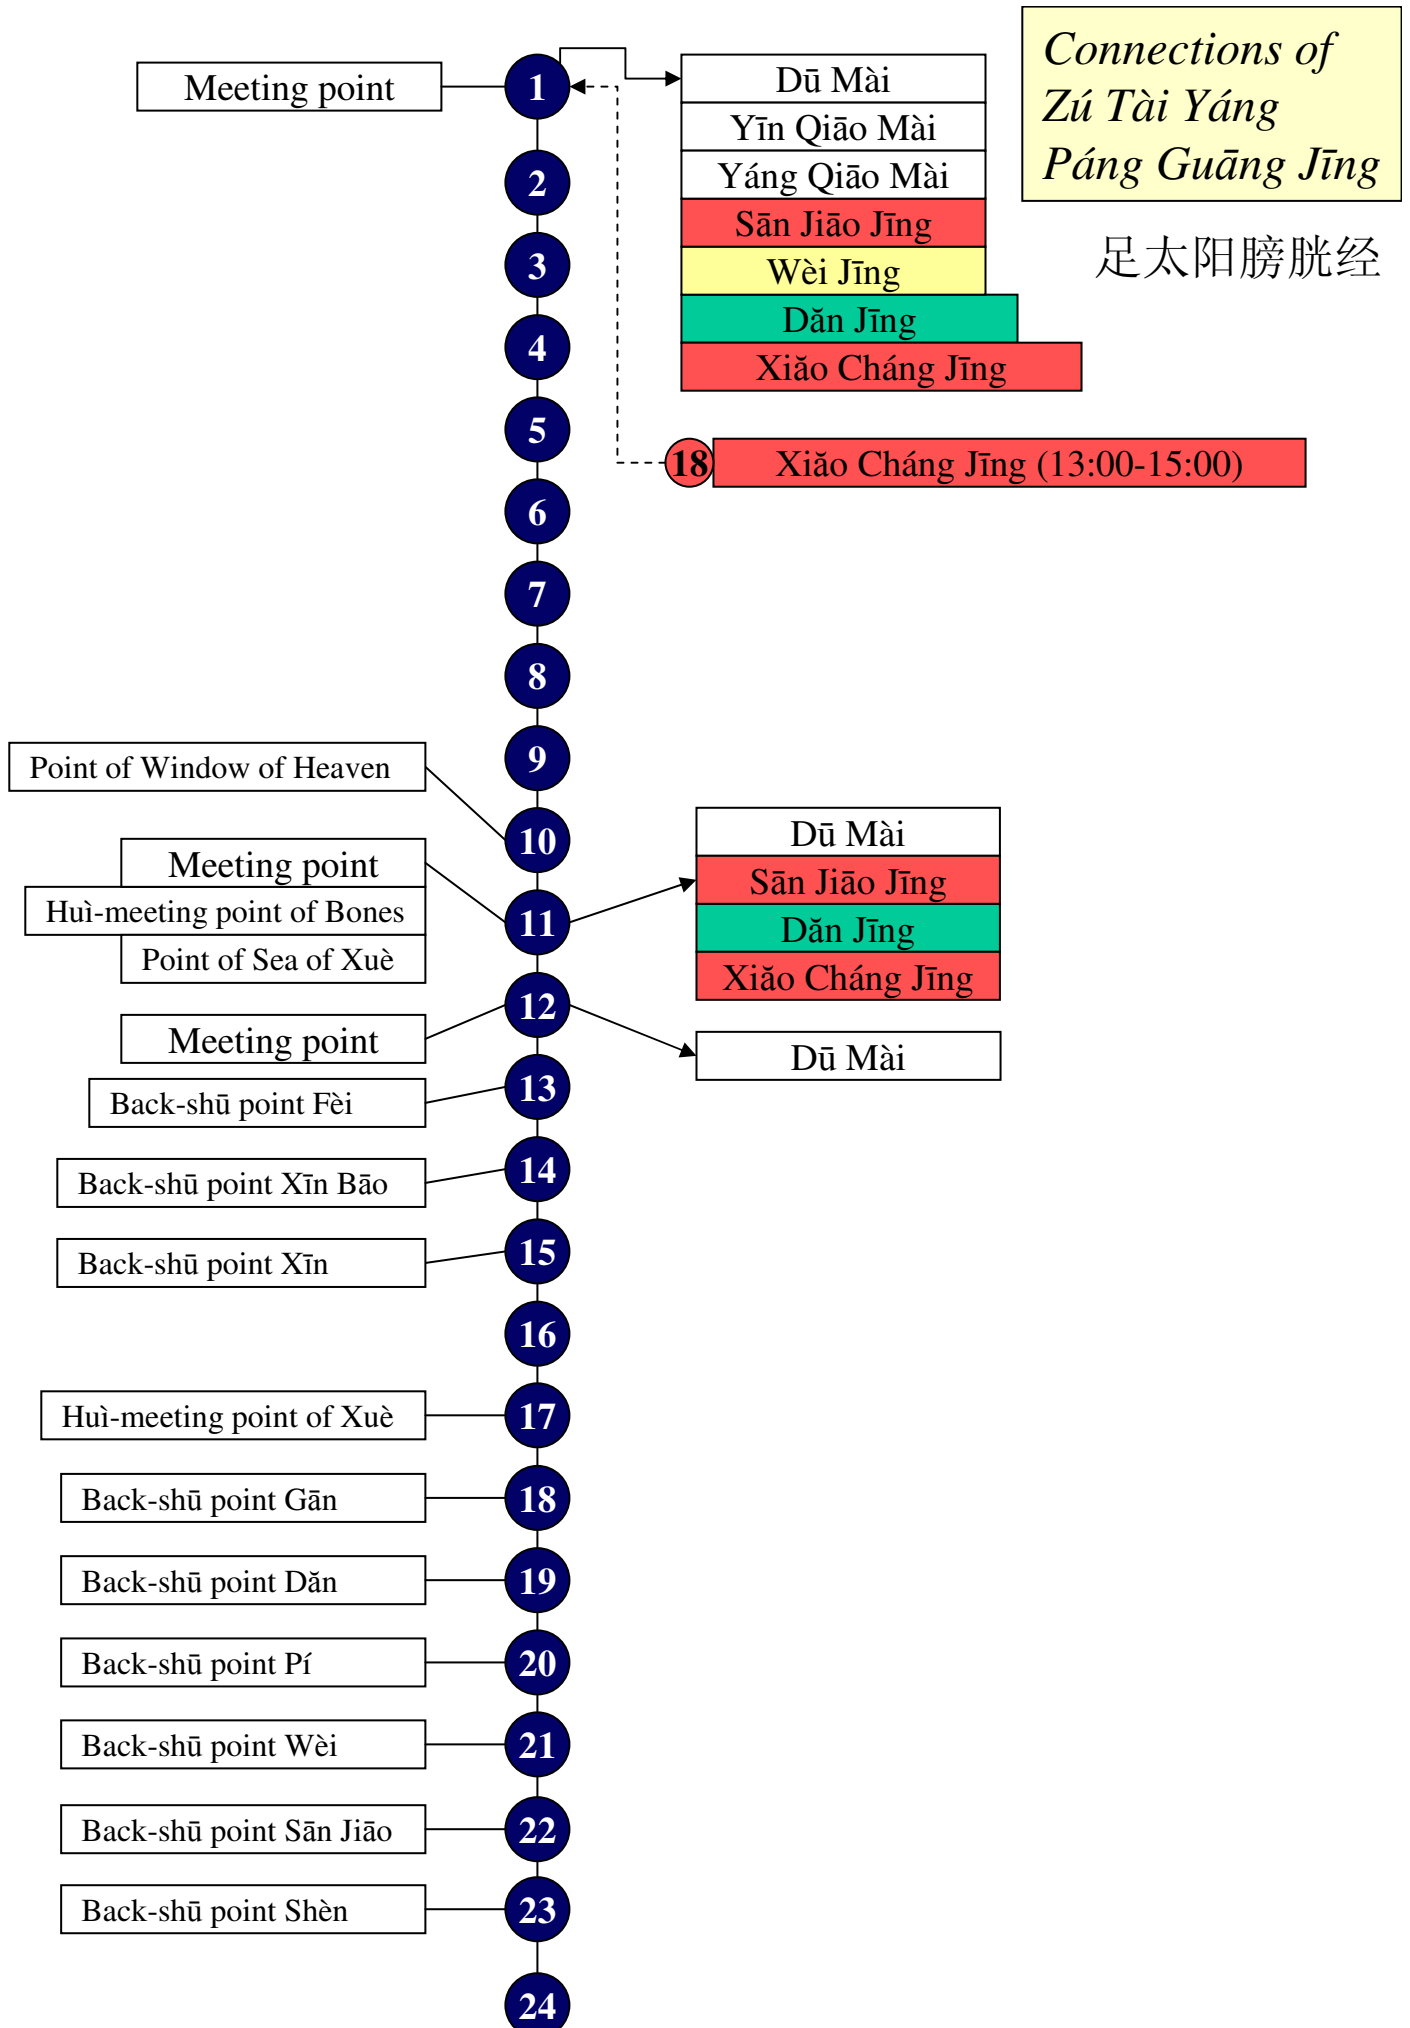 Connections of
Zú Tài Yáng
Páng Guāng Jīng
足太阳膀胱经
Meeting point
1
Dū Mài
Yīn Qiāo Mài
Yáng Qiāo Mài
Sān Jiāo Jīng
Wèi Jīng
Dăn Jīng
Xiăo Cháng Jīng
2
3
4
5
18 Xiăo Cháng Jīng (13:00-15:00)
6
7
8
9
Point of Window of Heaven
10
Meeting point
Huì-meeting point of Bones
Point of Sea of Xuè
11
Dū Mài
Sān Jiāo Jīng
Dăn Jīng
Xiăo Cháng Jīng
12
Meeting point
Dū Mài
13
Back-shū point Fèi
14
Back-shū point Xīn Bāo
15
Back-shū point Xīn
16
Huì-meeting point of Xuè
17
Back-shū point Gān
18
Back-shū point Dăn
19
Back-shū point Pí
20
Back-shū point Wèi
21
Back-shū point Sān Jiāo
22
Back-shū point Shèn
23
24